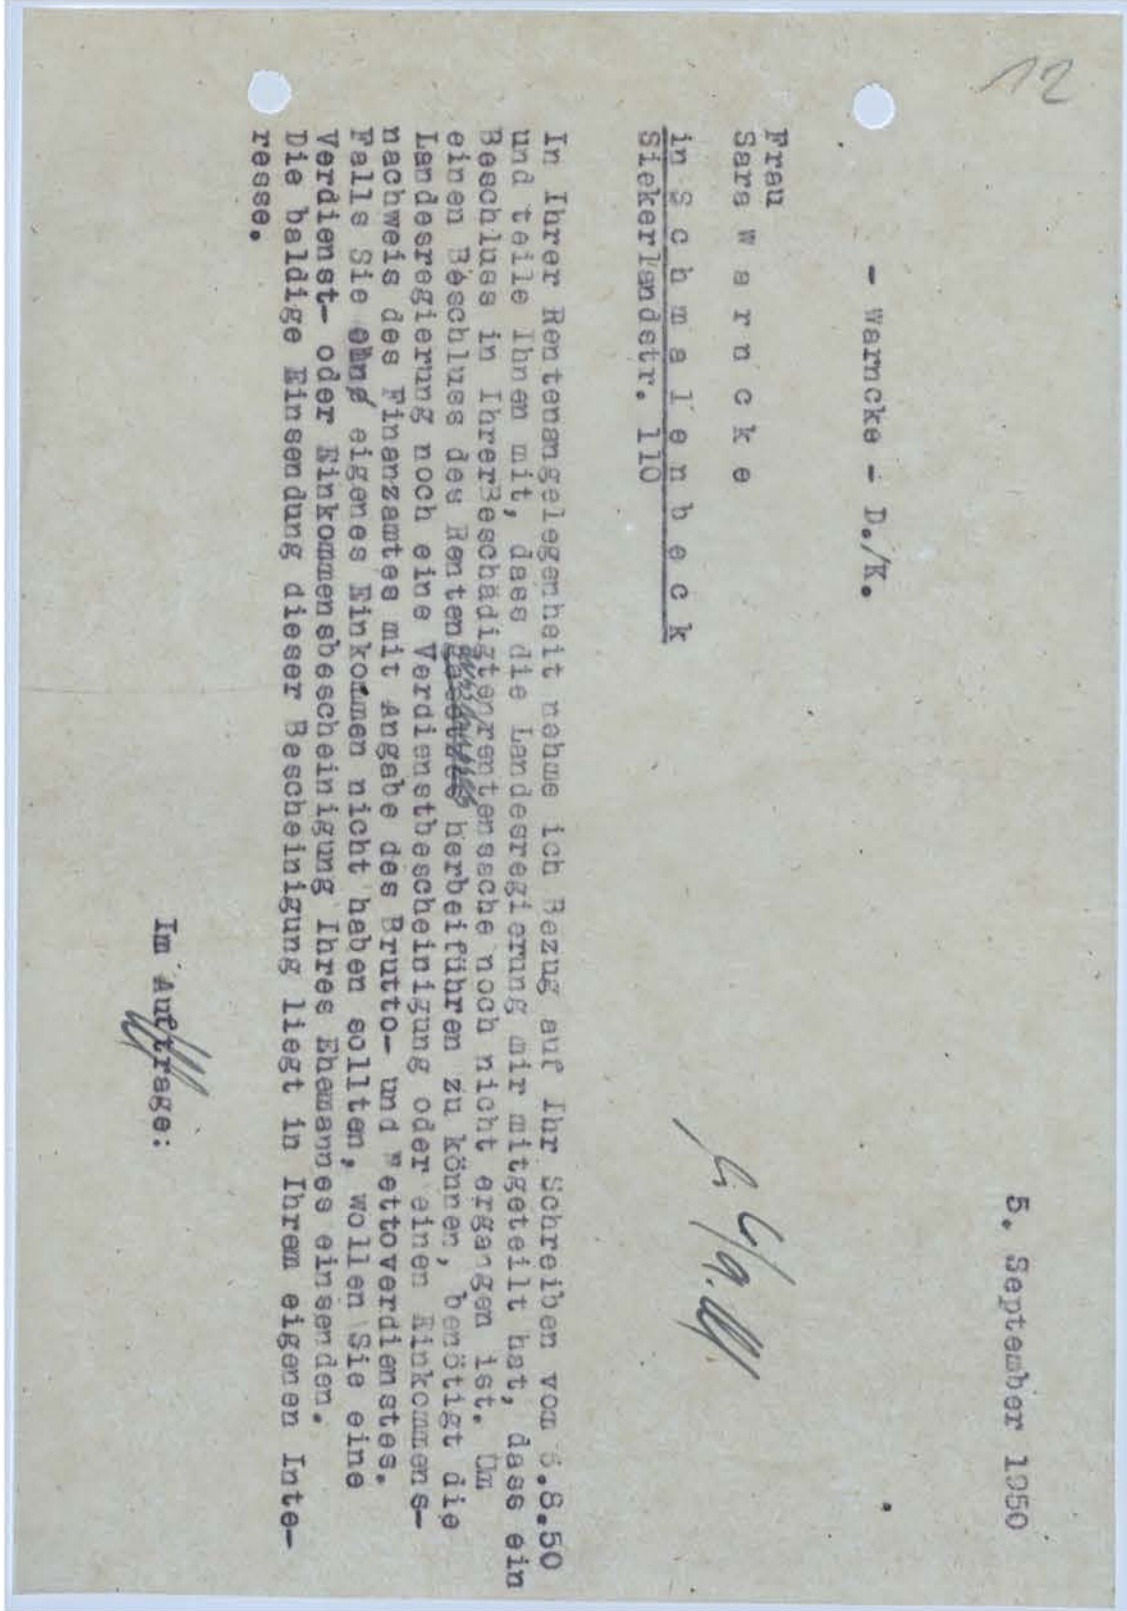 12
5. September 1950
- Warncke - D./K.
Frau
Sara W a r n c k e
in S c h m a l e n b e c k
Siekerlandstr. 110
In Ihrer Rentenangelegenheit nehme ich Bezug auf Ihr Schreiben vom 6.8.50
und teile Ihnen mit, dass die Landesregierung mir mitgeteilt hat, dass ein
Beschluss in IhrerBeschädigtenrentensache noch nicht ergangen ist. Um
einen Beschluss des Renten herbeiführen zu können, benötigt die
Landesregierung noch eine Verdienstbescheinigung oder einen Einkommens-
nachweis des Finanzamtes mit Angabe des Brutto- und Nettoverdienstes.
Falls Sie eigenes Einkommen nicht haben sollten, wollen Sie eine
Verdienst- oder Einkommensbescheinigung Ihres Ehemannes einsenden.
Die baldige Einsendung dieser Bescheinigung liegt in Ihrem eigenen Inte-
resse.
Im Auftrage: